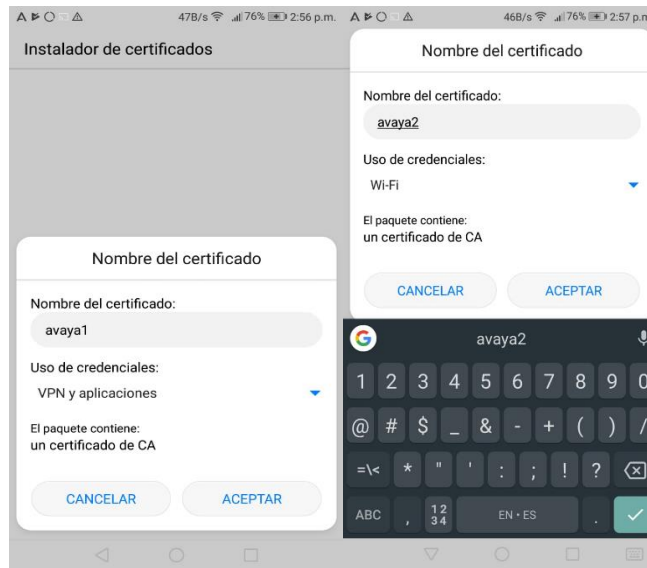 47B/s 76% 2:56 p.m.
Instalador de certificados
Nombre del certificado
Nombre del certificado:
avaya1
Uso de credenciales:
VPN y aplicaciones
El paquete contiene:
un certificado de CA
CANCELAR ACEPTAR
46B/s 76% 2:57 p.m
Nombre del certificado
Nombre del certificado:
avaya2
Uso de credenciales:
Wi-Fi
El paquete contiene:
un certificado de CA
CANCELAR ACEPTAR
G avaya2
1 2 3 4 5 6 7 8 9 0
@ # $ _ & - + ( ) /
=\< * " ' : ; ! ?
ABC , 1234 EN • ES .